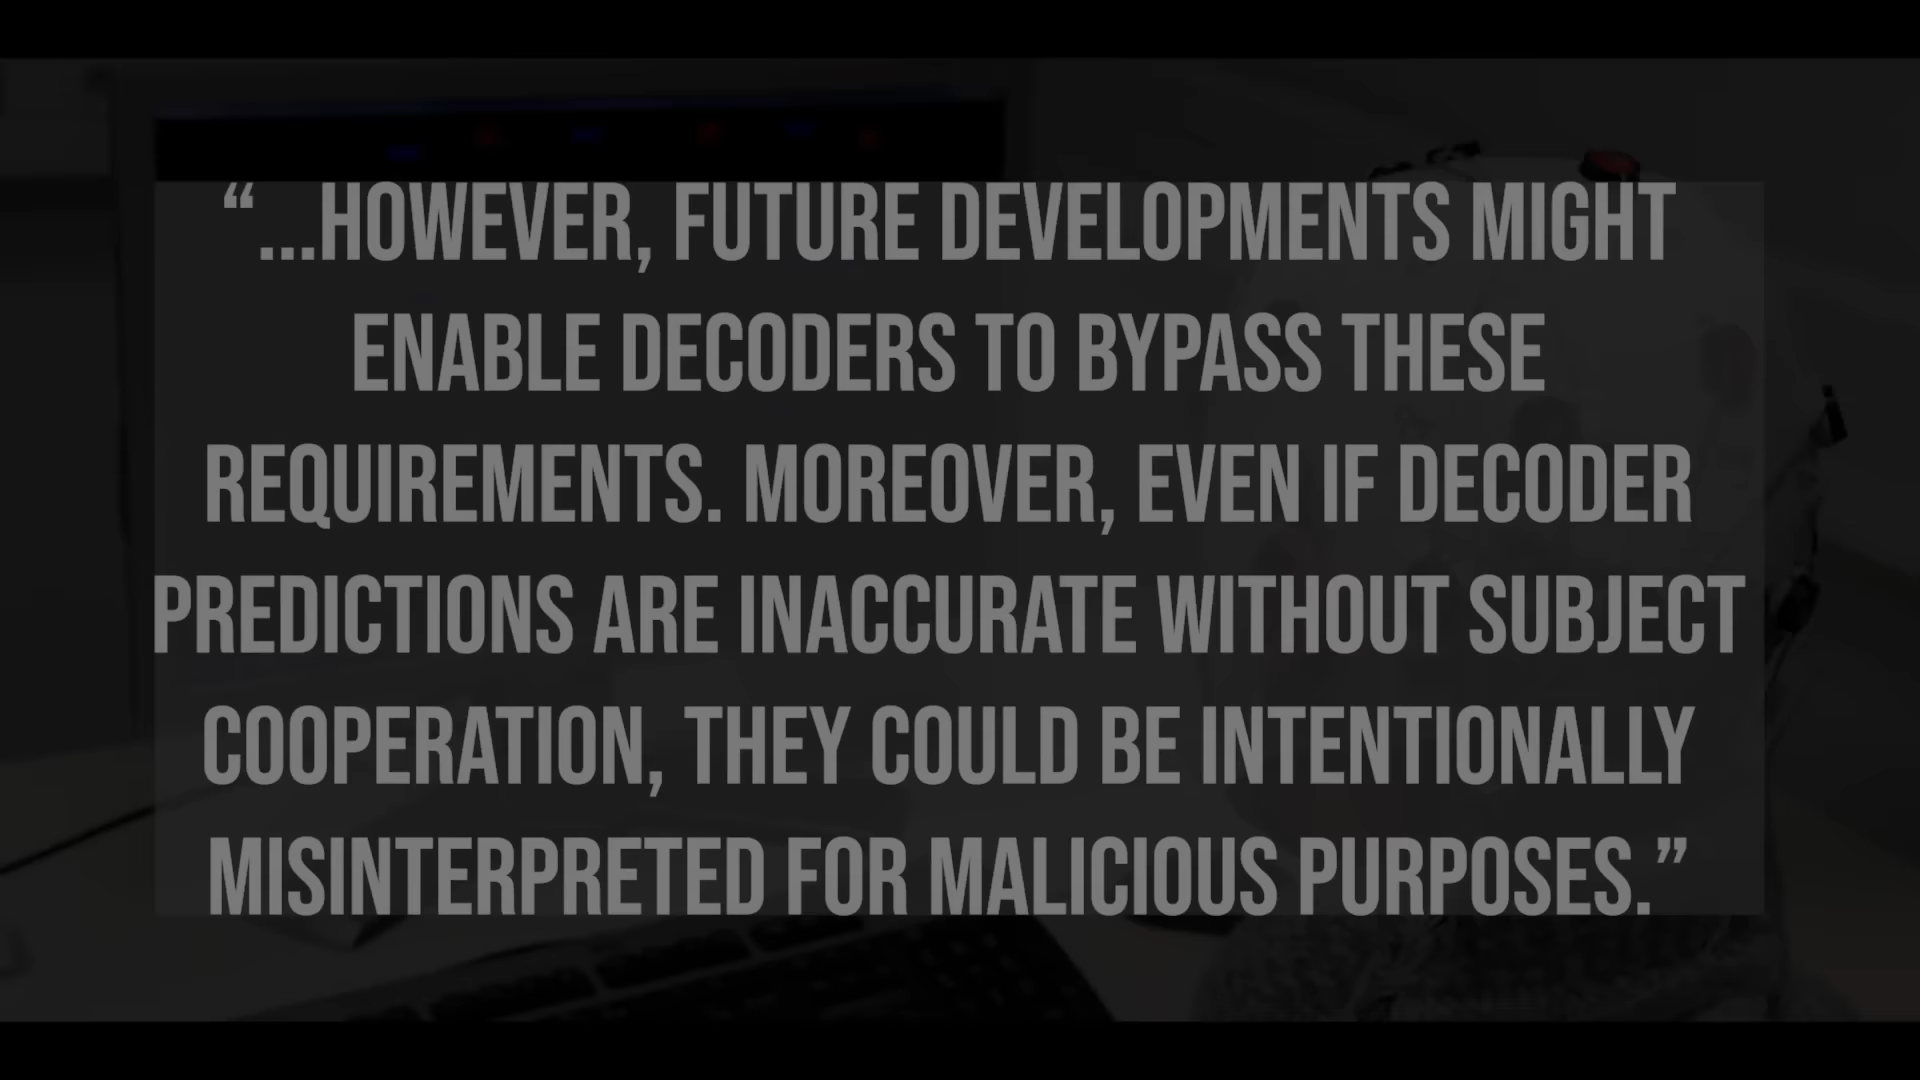 “...HOWEVER, FUTURE DEVELOPMENTS MIGHT
ENABLE DECODERS TO BYPASS THESE
REQUIREMENTS. MOREOVER, EVEN IF DECODER
PREDICTIONS ARE INACCURATE WITHOUT SUBJECT
COOPERATION, THEY COULD BE INTENTIONALLY
MISINTERPRETED FOR MALICIOUS PURPOSES.”